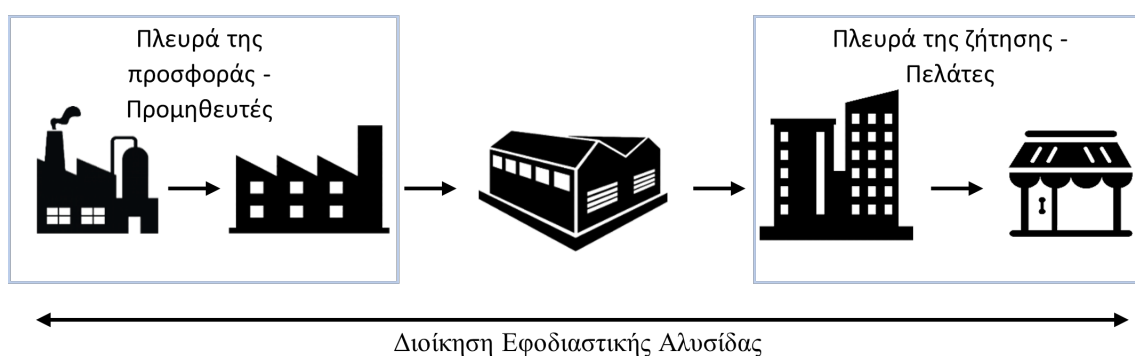 Πλευρά της
προσφοράς -
Προμηθευτές
Πλευρά της ζήτησης -
Πελάτες
Διοίκηση Εφοδιαστικής Αλυσίδας